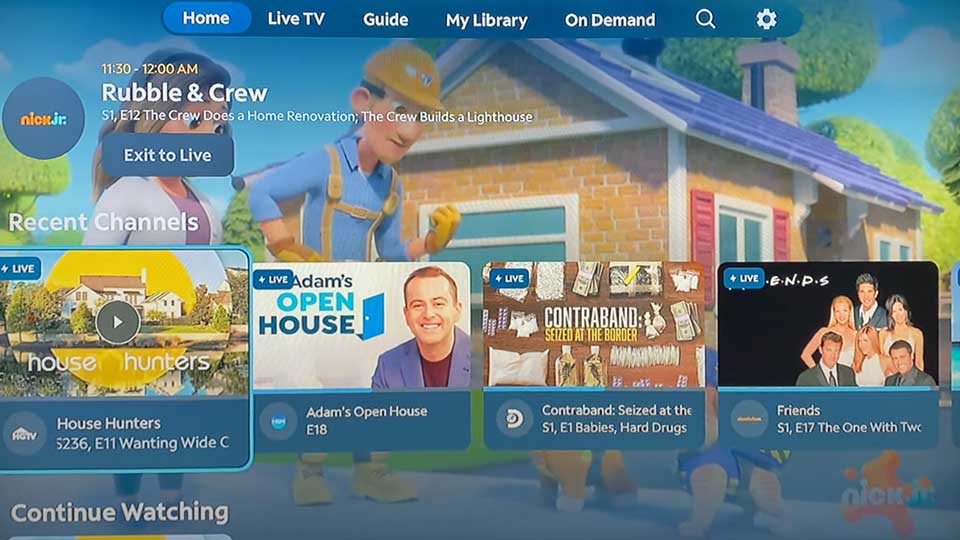 Home
Live TV
Guide
My Library
On Demand
11:30 - 12:00 AM
nick jr.
Rubble & Crew
S1, E12 The Crew Does a Home Renovation; The Crew Builds a Lighthouse
Exit to Live
Recent Channels
LIVE
house hunters
HGTV
House Hunters
S236, E11 Wanting Wide C
LIVE
Adam's
OPEN
HOUSE
Adam's Open House
E18
LIVE
CONTRABAND:
SEIZED AT THE BORDER
Contraband: Seized at the
S1, E1 Babies, Hard Drugs
LIVE
E·N·D·S
nickelodeon
Friends
S1, E17 The One With Two
nick jr.
Continue Watching